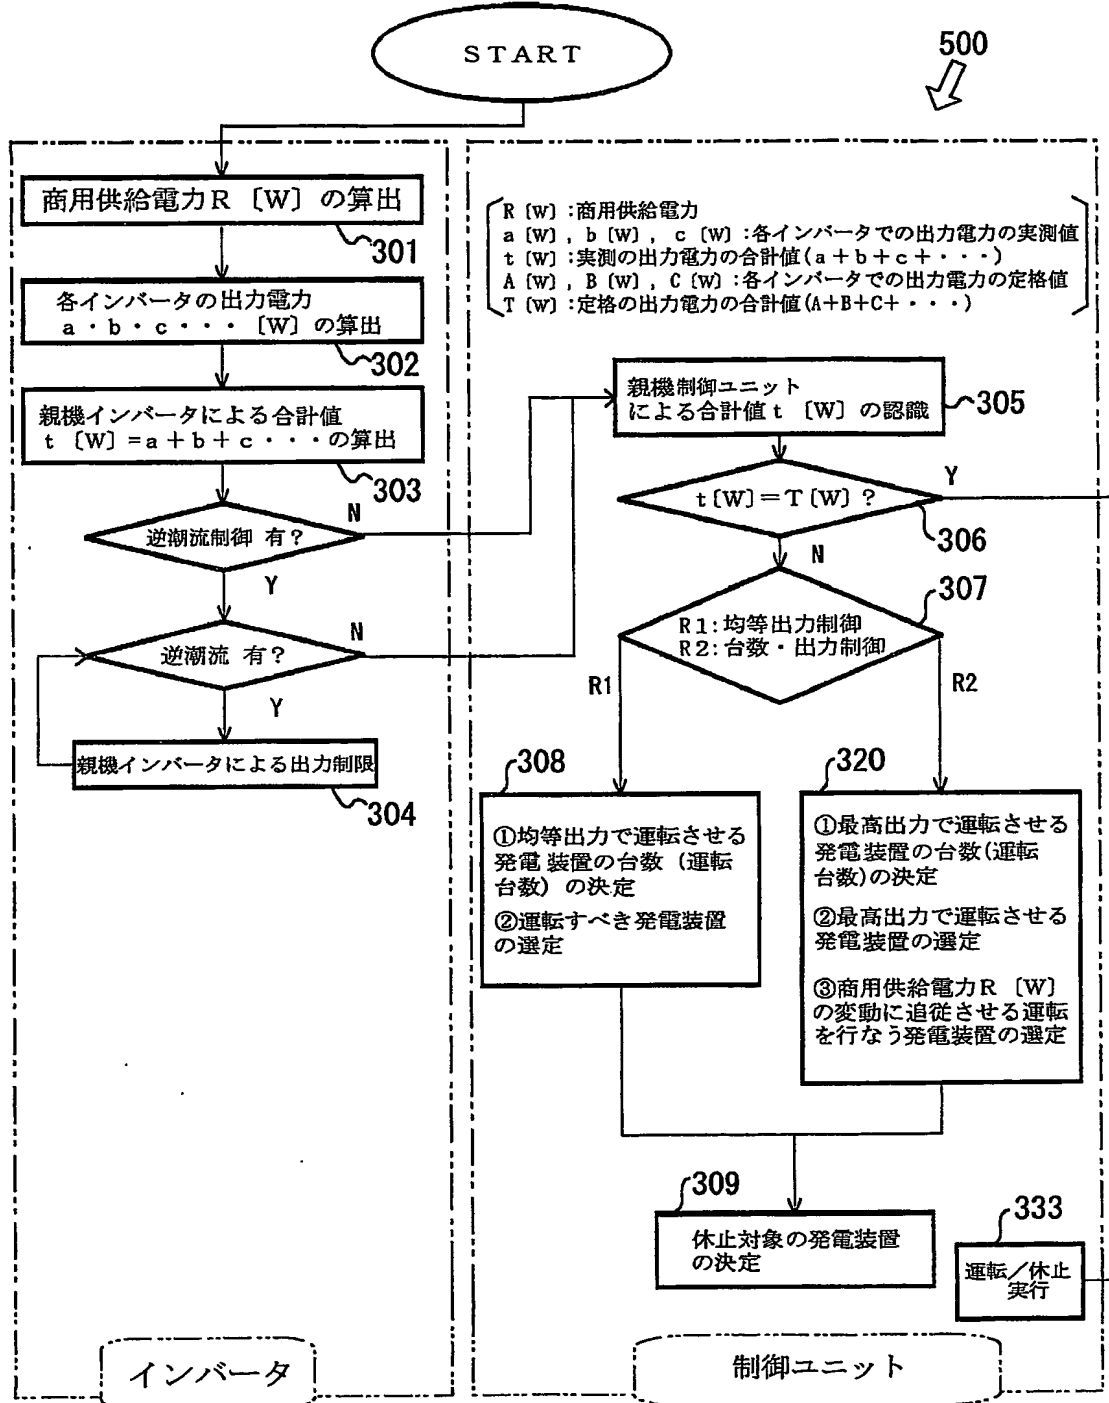 START
500
商用供給電力R [W] の算出
301
各インバータの出力電力
a・b・c・・・ [W] の算出
302
親機インバータによる合計値
t [W]=a+b+c・・・の算出
303
逆潮流制御 有?
N
Y
逆潮流 有?
N
Y
親機インバータによる出力制限
304
インバータ
R [W]:商用供給電力
a [W], b [W], c [W]:各インバータでの出力電力の実測値
t [W]:実測の出力電力の合計値(a+b+c+・・・)
A [W], B [W], C [W]:各インバータでの出力電力の定格値
T [W]:定格の出力電力の合計値(A+B+C+・・・)
親機制御ユニット
による合計値t [W] の認識
305
t[W]=T[W]?
Y
306
N
307
R1:均等出力制御
R2:台数・出力制御
R1
R2
308
①均等出力で運転させる
発電装置の台数 (運転
台数) の決定
②運転すべき発電装置
の選定
320
①最高出力で運転させる
発電装置の台数(運転
台数)の決定
②最高出力で運転させる
発電装置の選定
③商用供給電力R [W]
の変動に追従させる運転
を行なう発電装置の選定
309
休止対象の発電装置
の決定
333
運転/休止
実行
制御ユニット